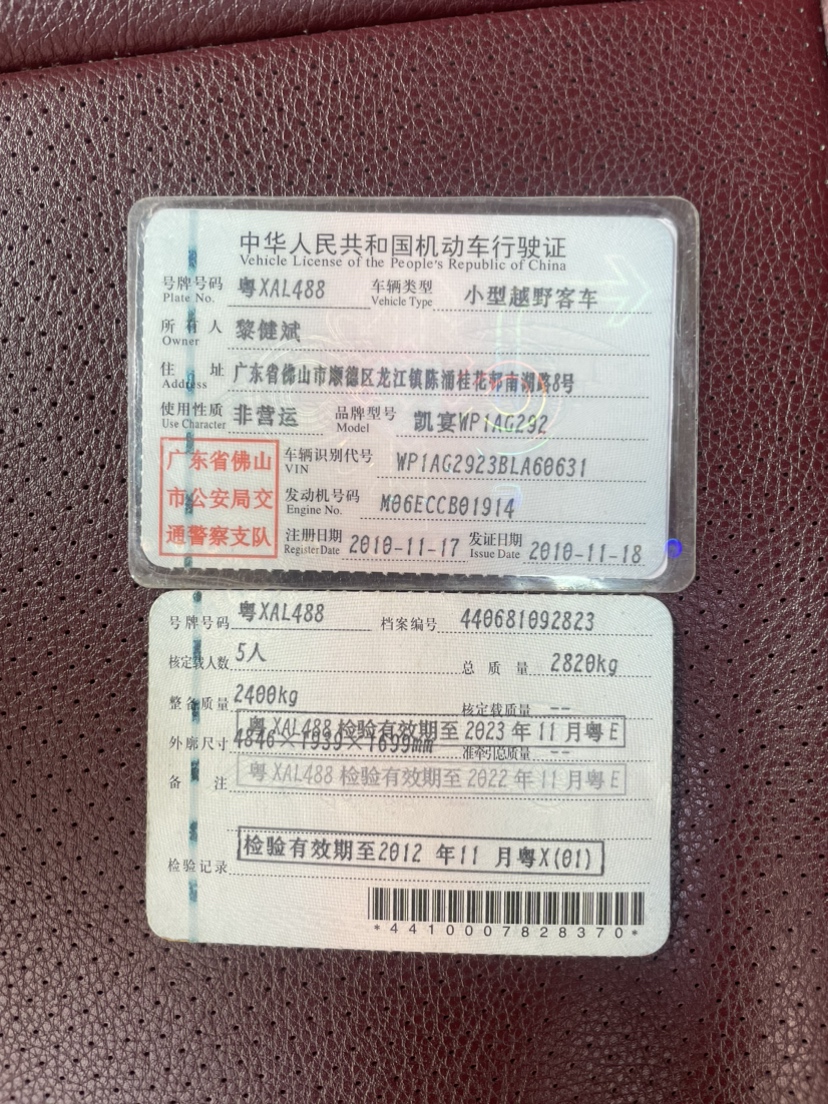 中华人民共和国机动车行驶证
Vehicle License of the People's Republic of China
号牌号码 粤XAL488 车辆类型 小型越野客车
Plate No. Vehicle Type
所有人 黎健斌
Owner
住址 广东省佛山市顺德区龙江镇陈涌桂花邨南湖路8号
Address
使用性质 非营运 品牌型号 凯宴WP1AG292
Use Character Model
广东省佛山
市公安局交
通警察支队
车辆识别代号 WP1AG2923BLA60631
VIN
发动机号码 M06ECCB01914
Engine No.
注册日期 2010-11-17 发证日期 2010-11-18
Register Date Issue Date
号牌号码 粤XAL488 档案编号 440681092823
核定载人数 5人 总质量 2820kg
整备质量 2400kg 核定载质量 --
粤XAL488检验有效期至2023年11月粤E
外廓尺寸 4846×1939×1699mm 准牵引总质量 --
粤XAL488检验有效期至2022年11月粤E
备注
检验有效期至2012 年11 月粤X(01)
检验记录
*4410007828370*